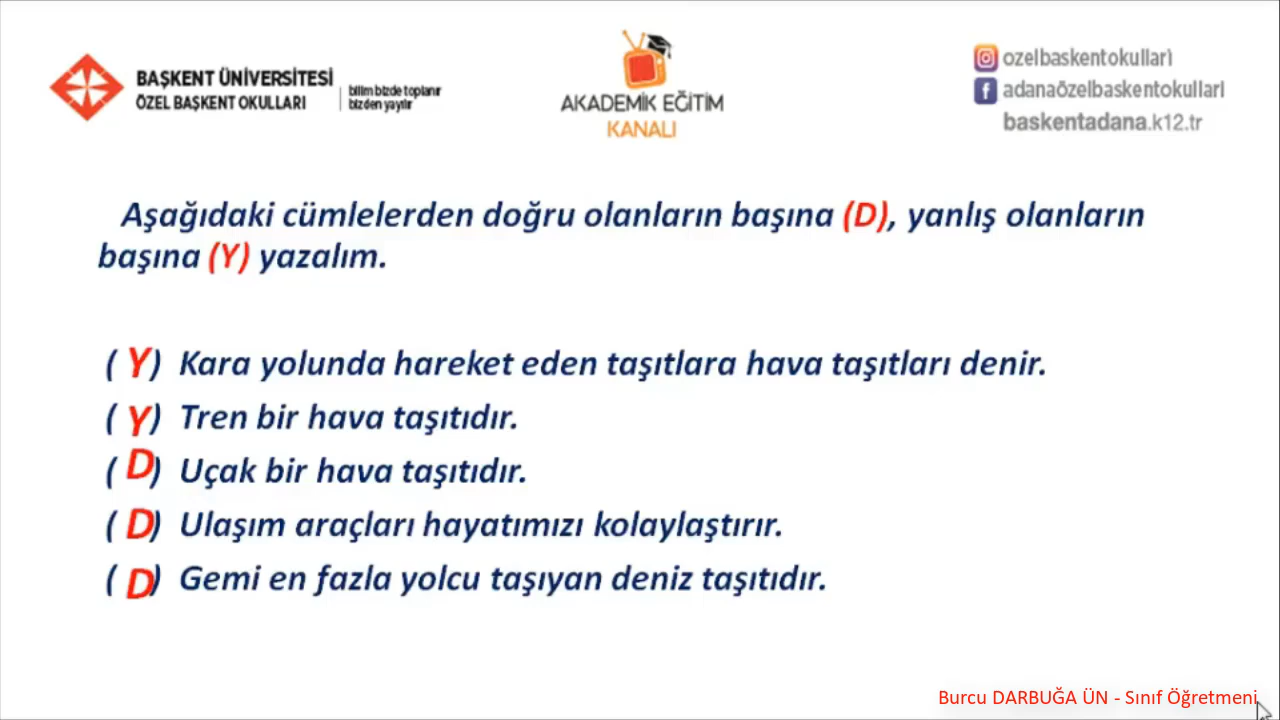 BAŞKENT ÜNİVERSİTESİ
ÖZEL BAŞKENT OKULLARI
bilim bizde toplanır
bizden yayılır
AKADEMİK EĞİTİM
KANALI
ozelbaskentokulları
adanaözelbaskentokulları
baskentadana.k12.tr
Aşağıdaki cümlelerden doğru olanların başına (D), yanlış olanların
başına (Y) yazalım.
( Y ) Kara yolunda hareket eden taşıtlara hava taşıtları denir.
( Y ) Tren bir hava taşıtıdır.
( D ) Uçak bir hava taşıtıdır.
( D ) Ulaşım araçları hayatımızı kolaylaştırır.
( D ) Gemi en fazla yolcu taşıyan deniz taşıtıdır.
Burcu DARBUĞA ÜN - Sınıf Öğretmeni